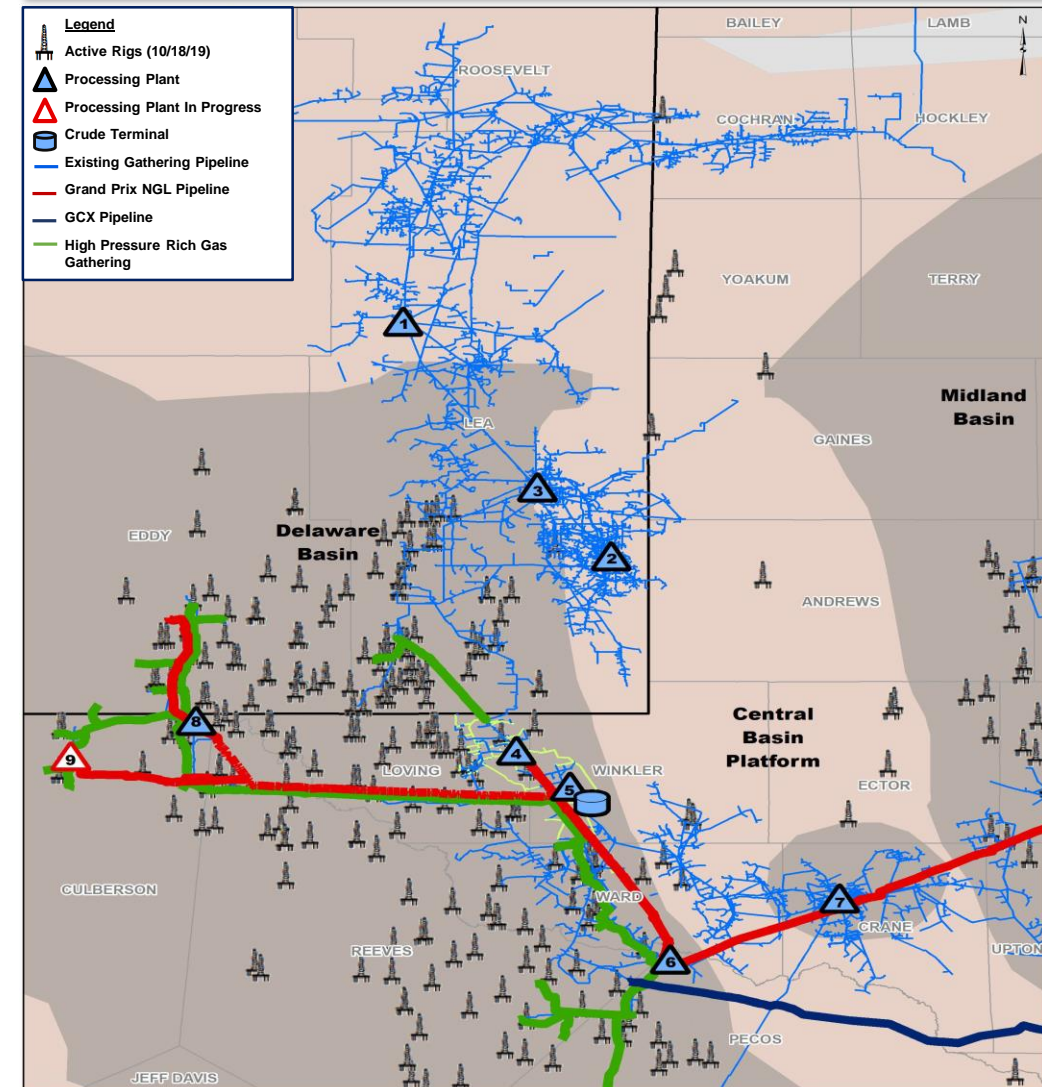 Legend
Active Rigs (10/18/19)
Processing Plant
Processing Plant In Progress
Crude Terminal
Existing Gathering Pipeline
Grand Prix NGL Pipeline
GCX Pipeline
High Pressure Rich Gas
Gathering
BAILEY
LAMB
N
ROOSEVELT
COCHRAN
HOCKLEY
YOAKUM
TERRY
1
Midland
Basin
LEA
GAINES
3
EDDY
Delaware
Basin
2
ANDREWS
Central
Basin
Platform
8
4
9
LOVING
WINKLER
5
ECTOR
CULBERSON
WARD
7
CRANE
REEVES
UPTON
6
PECOS
JEFF DAVIS